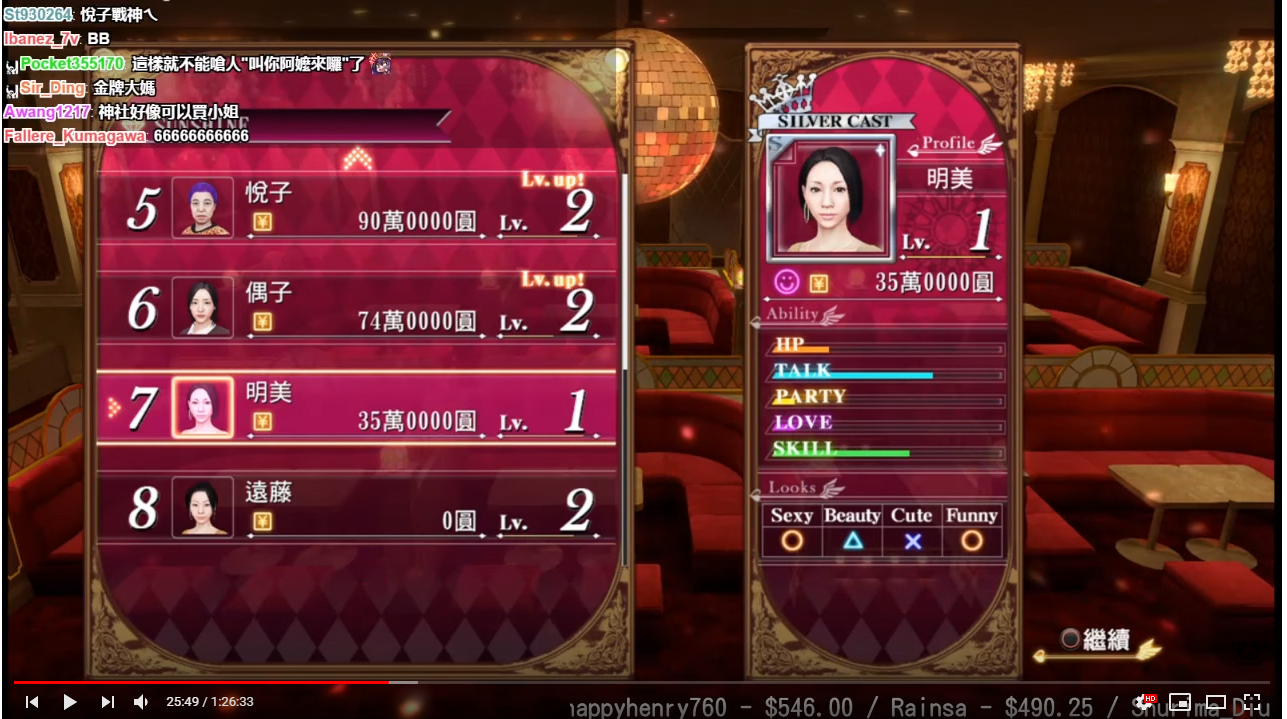 St930264: 悅子戰神ㄟ
Ibanez_7v: BB
Pocket355170: 這樣就不能嗆人"叫你阿嬤來囉"了
Sir_Ding: 金牌大媽
Awang1217: 神社好像可以買小姐
Fallere_Kumagawa: 66666666666
SUNSHINE
5 悅子 Lv.up!
¥ 90萬0000圓 Lv. 2
6 偶子 Lv.up!
¥ 74萬0000圓 Lv. 2
7 明美
¥ 35萬0000圓 Lv. 1
8 遠藤
¥ 0圓 Lv. 2
SILVER CAST
S
Profile
明美
Lv. 1
¥ 35萬0000圓
Ability
HP
TALK
PARTY
LOVE
SKILL
Looks
Sexy Beauty Cute Funny
繼續
25:49 / 1:26:33
HD
happyhenry760 - $546.00 / Rainsa - $490.25 / Shurima Dru